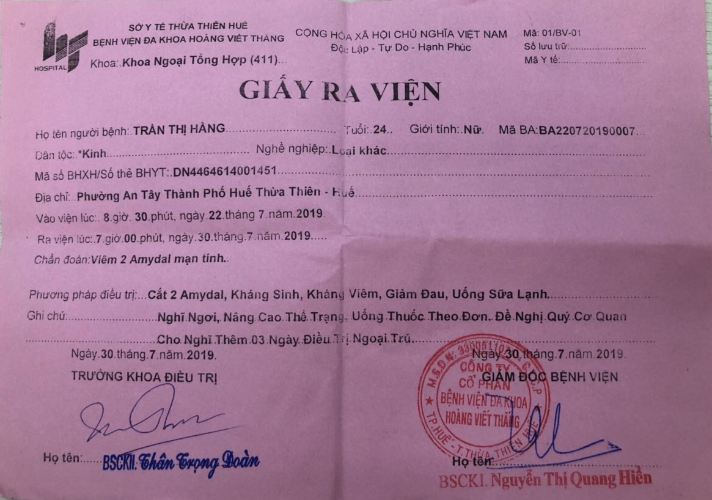 SỞ Y TẾ THỪA THIÊN HUẾ
BỆNH VIỆN ĐA KHOA HOÀNG VIẾT THẮNG
Khoa:.Khoa Ngoại Tổng Hợp (411)....
HOSPITAL
CỘNG HÒA XÃ HỘI CHỦ NGHĨA VIỆT NAM
Độc Lập - Tự Do - Hạnh Phúc
Mã: 01/BV-01
Số lưu trữ:
Mã Y tế:
GIẤY RA VIỆN
Họ tên người bệnh: TRẦN THỊ HẰNG Tuổi: 24.. Giới tính: Nữ. Mã BA:BA220720190007
Dân tộc: *Kinh Nghề nghiệp:.Loại khác
Mã số BHXH/Số thẻ BHYT:.DN4464614001451
Địa chỉ: Phường An Tây Thành Phố Huế Thừa Thiên - Huế
Vào viện lúc: 8.giờ. 30.phút, ngày.22.tháng.7.năm.2019
Ra viện lúc:.7.giờ.00.phút, ngày.30.tháng.7.năm.2019
Chẩn đoán:Viêm 2 Amydal mạn tính..
Phương pháp điều trị:...Cắt 2 Amydal, Kháng Sinh, Kháng Viêm, Giảm Đau, Uống Sữa Lạnh.
Ghi chú: Nghĩ Ngơi, Nâng Cao Thể Trạng. Uống Thuốc Theo Đơn. Đề Nghị Quý Cơ Quan
Cho Nghỉ Thêm.03.Ngày.Điều.Trị.Ngoại.Trú.
Ngày.30.tháng.7.năm.2019.
TRƯỞNG KHOA ĐIỀU TRỊ
Họ tên:
BSCKII. Thân Trọng Đoàn
Ngày.30.tháng.7.năm.2019.
GIÁM ĐỐC BỆNH VIỆN
CÔNG TY
CỔ PHẦN
BỆNH VIỆN ĐA KHOA
HOÀNG VIẾT THẮNG
TP HUẾ - T. THỪA THIÊN HUẾ
Họ tên:
BSCKI. Nguyễn Thị Quang Hiền